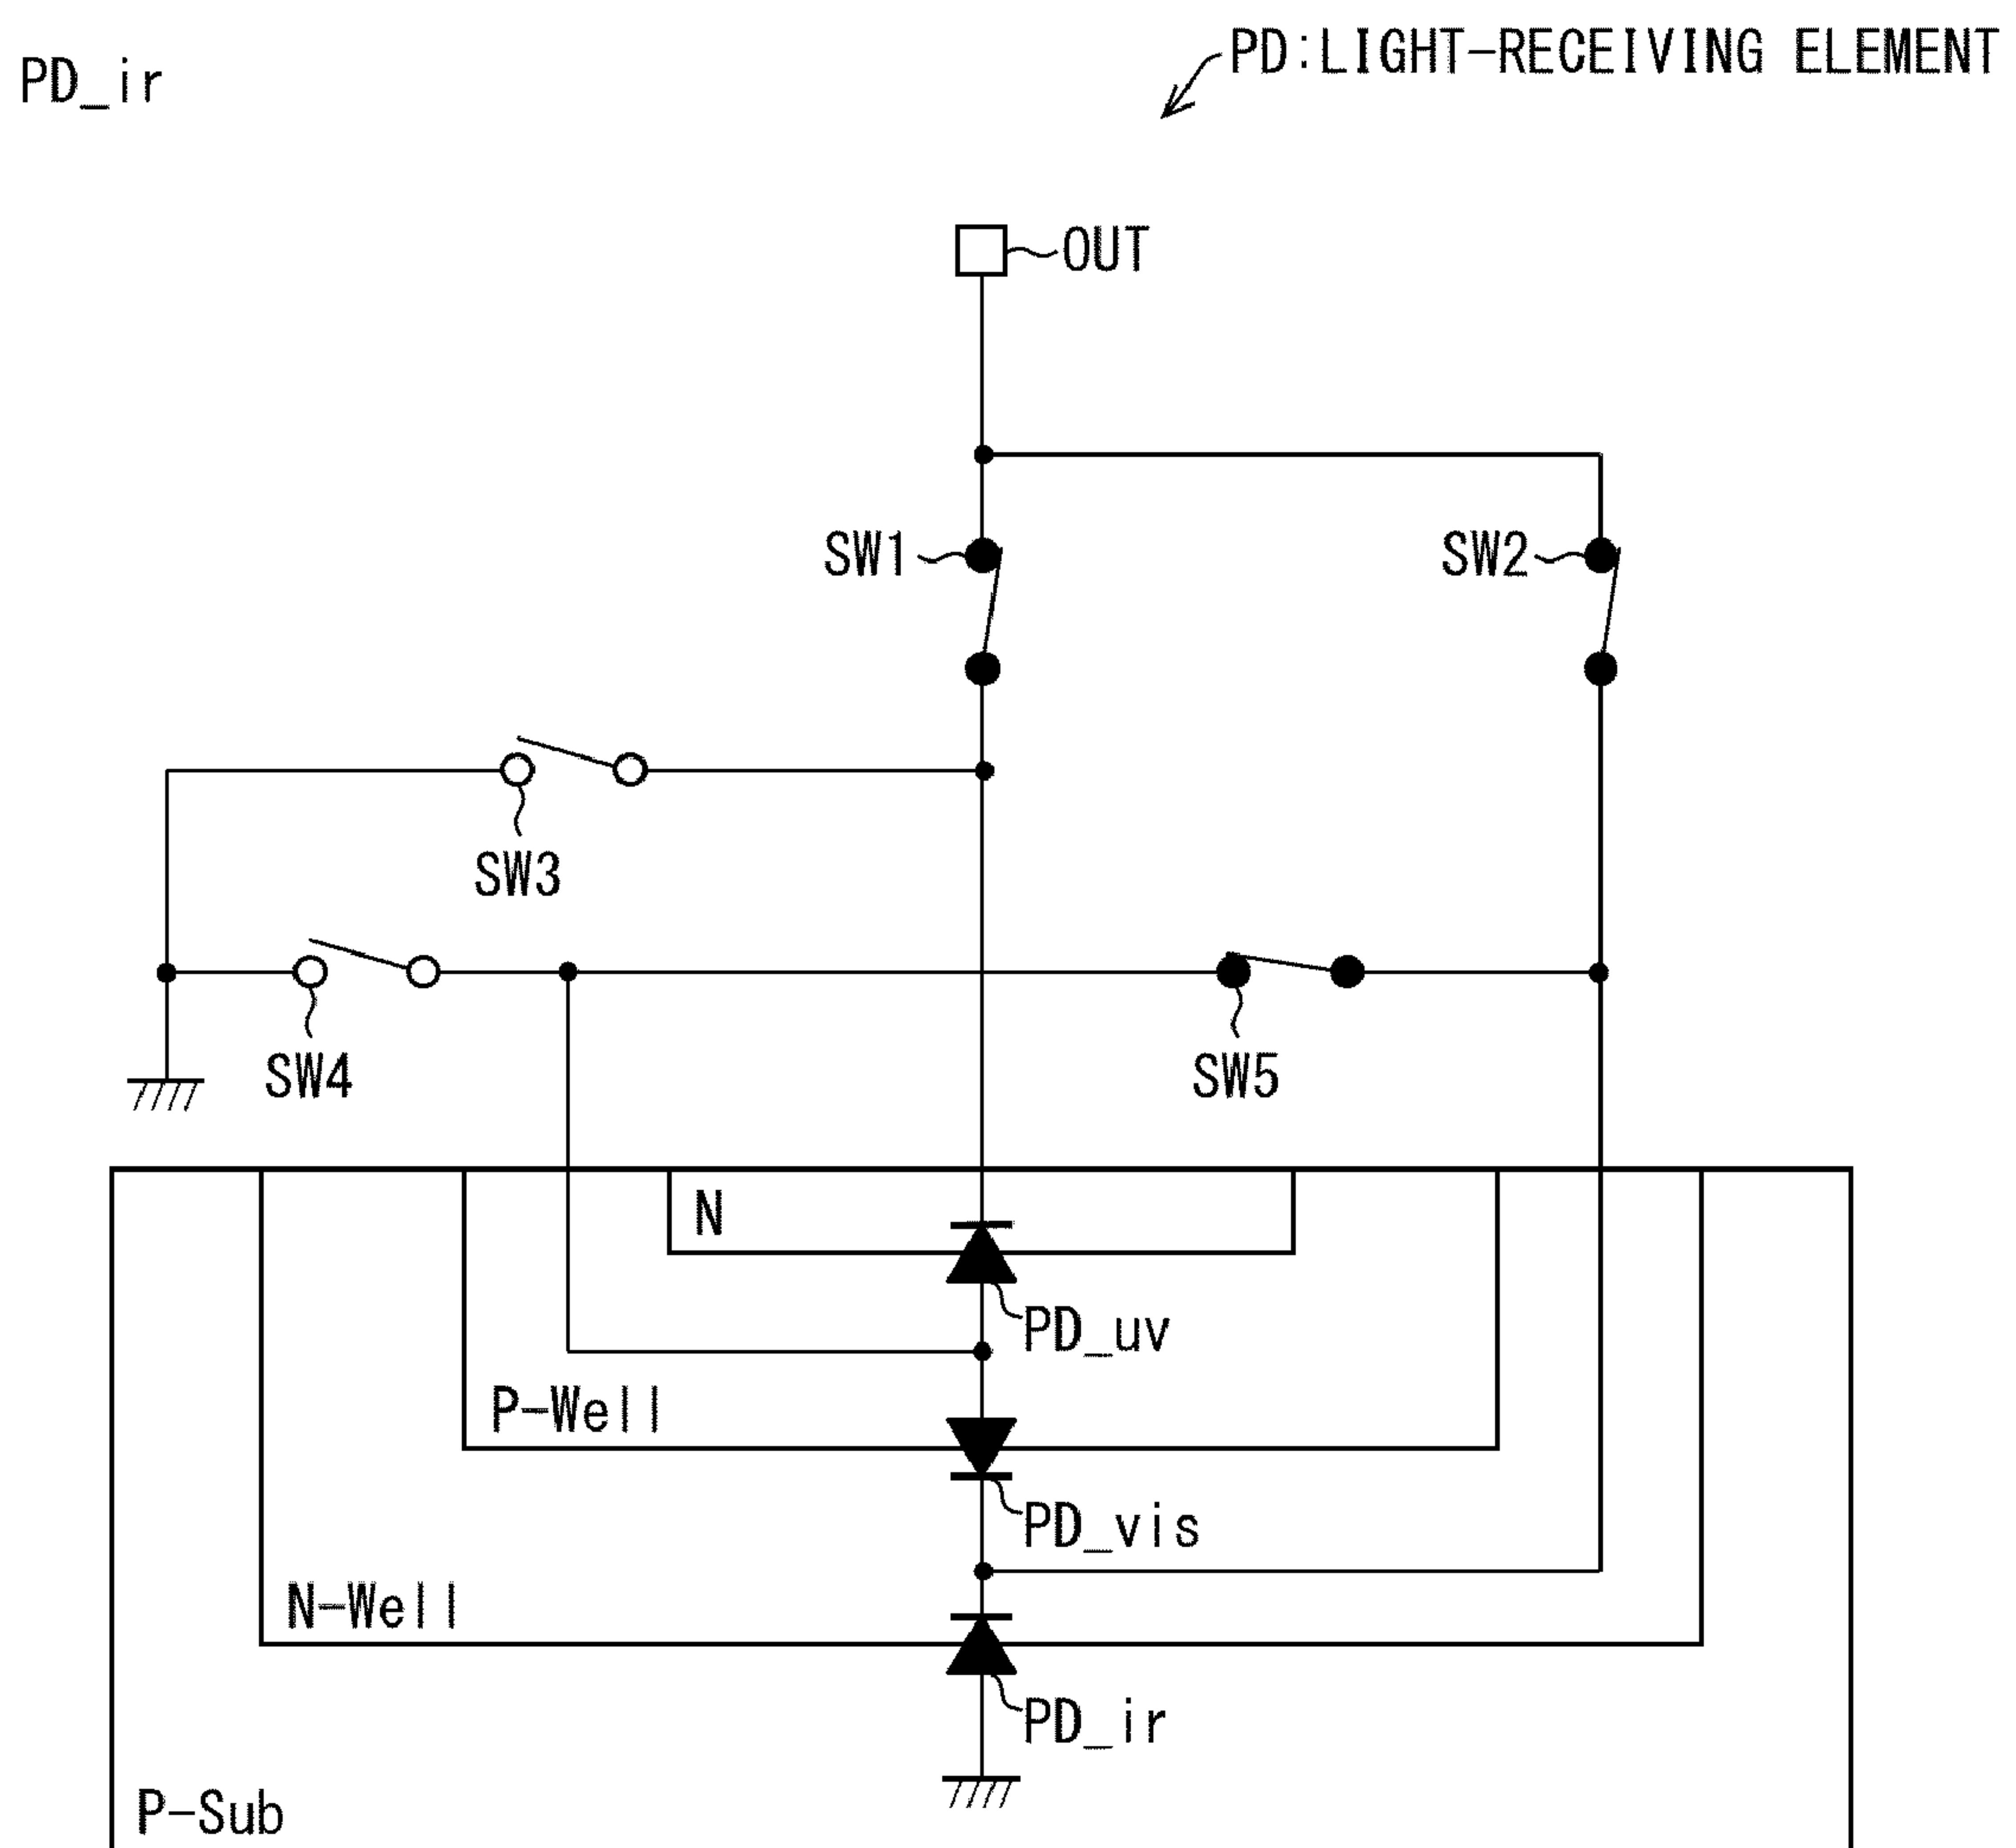 PD_ir
PD:LIGHT-RECEIVING ELEMENT
OUT
SW1
SW2
SW3
SW4
SW5
N
PD_uv
P-Well
PD_vis
N-Well
PD_ir
P-Sub